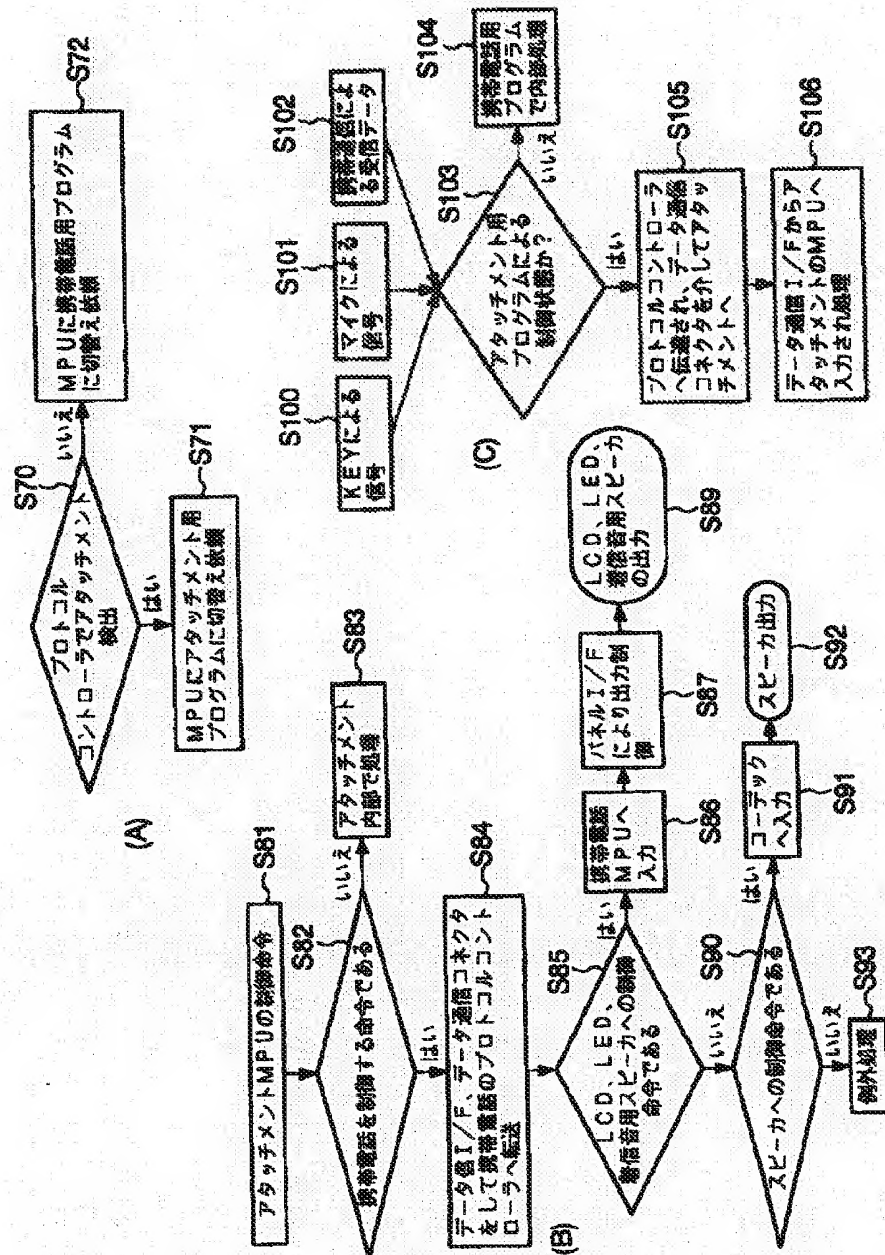 S70
プロトコル
コントローラでアタッチメント
検出
いいえ
S72
MPUに携帯電話用プログラム
に切替え依頼
はい
S71
MPUにアタッチメント用
プログラムに切替え依頼
(A)
S81
アタッチメントMPUの制御命令
S82
携帯電話を制御する命令である
いいえ
S83
アタッチメント
内部で処理
はい
S84
データ信I/F、データ通信コネクタ
をして携帯電話のプロトコルコント
ローラへ転送
S85
LCD、LED、
着信音用スピーカへの制御
命令である
はい
携帯電話
MPUへ
入力
S86
パネルI/F
により出力制
御
S87
LCD、LED、
着信音用スピーカ
の出力
S89
いいえ
S90
スピーカへの制御命令である
はい
コーデック
へ入力
S91
スピーカ出力
S92
いいえ
S93
例外処理
(B)
S100
KEYによる
信号
S101
マイクによる
信号
S102
携帯通信によ
る受信データ
S103
アタッチメント用
プログラムによる
制御状態か?
いいえ
S104
携帯電話用
プログラム
で内部処理
はい
S105
プロトコルコントローラ
へ伝達され、データ通信
コネクタを介してアタッ
チメントへ
S106
データ通信I/Fからア
タッチメントのMPUへ
入力され処理
(C)